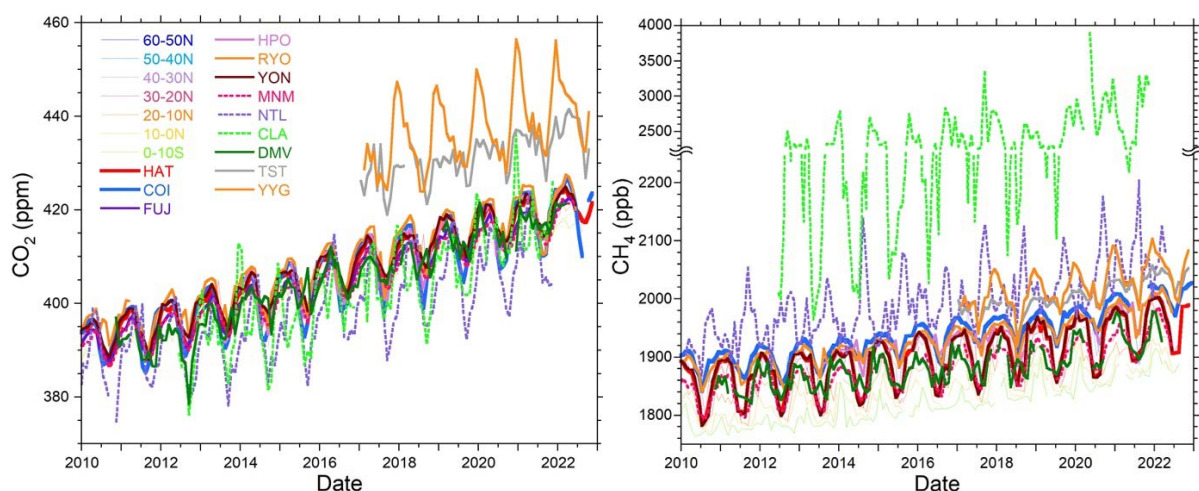 460
440
420
400
380
CO2 (ppm)
60-50N
50-40N
40-30N
30-20N
20-10N
10-0N
0-10S
HAT
COI
FUJ
HPO
RYO
YON
MNM
NTL
CLA
DMV
TST
YYG
2010 2012 2014 2016 2018 2020 2022
Date
4000
3500
3000
2500
2200
2100
2000
1900
1800
CH4 (ppb)
2010 2012 2014 2016 2018 2020 2022
Date